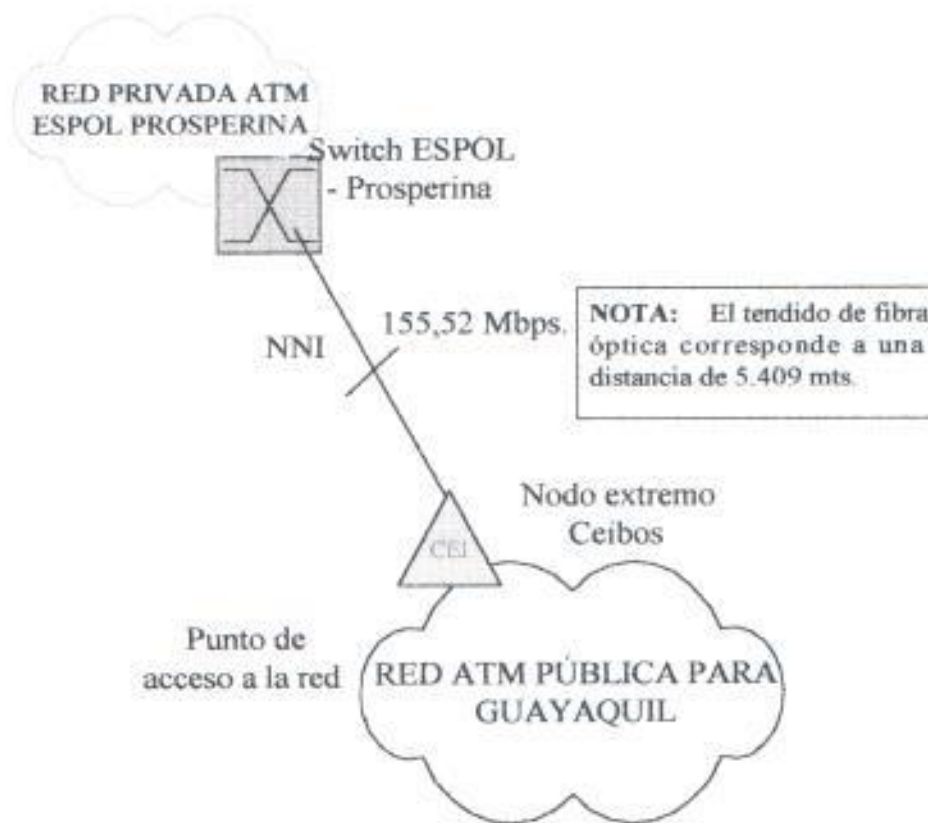 RED PRIVADA ATM
ESPOL PROSPERINA
Switch ESPOL
- Prosperina
155,52 Mbps.
NNI
NOTA: El tendido de fibra
óptica corresponde a una
distancia de 5.409 mts.
Nodo extremo
Ceibos
CEI
Punto de
acceso a la red
RED ATM PÚBLICA PARA
GUAYAQUIL